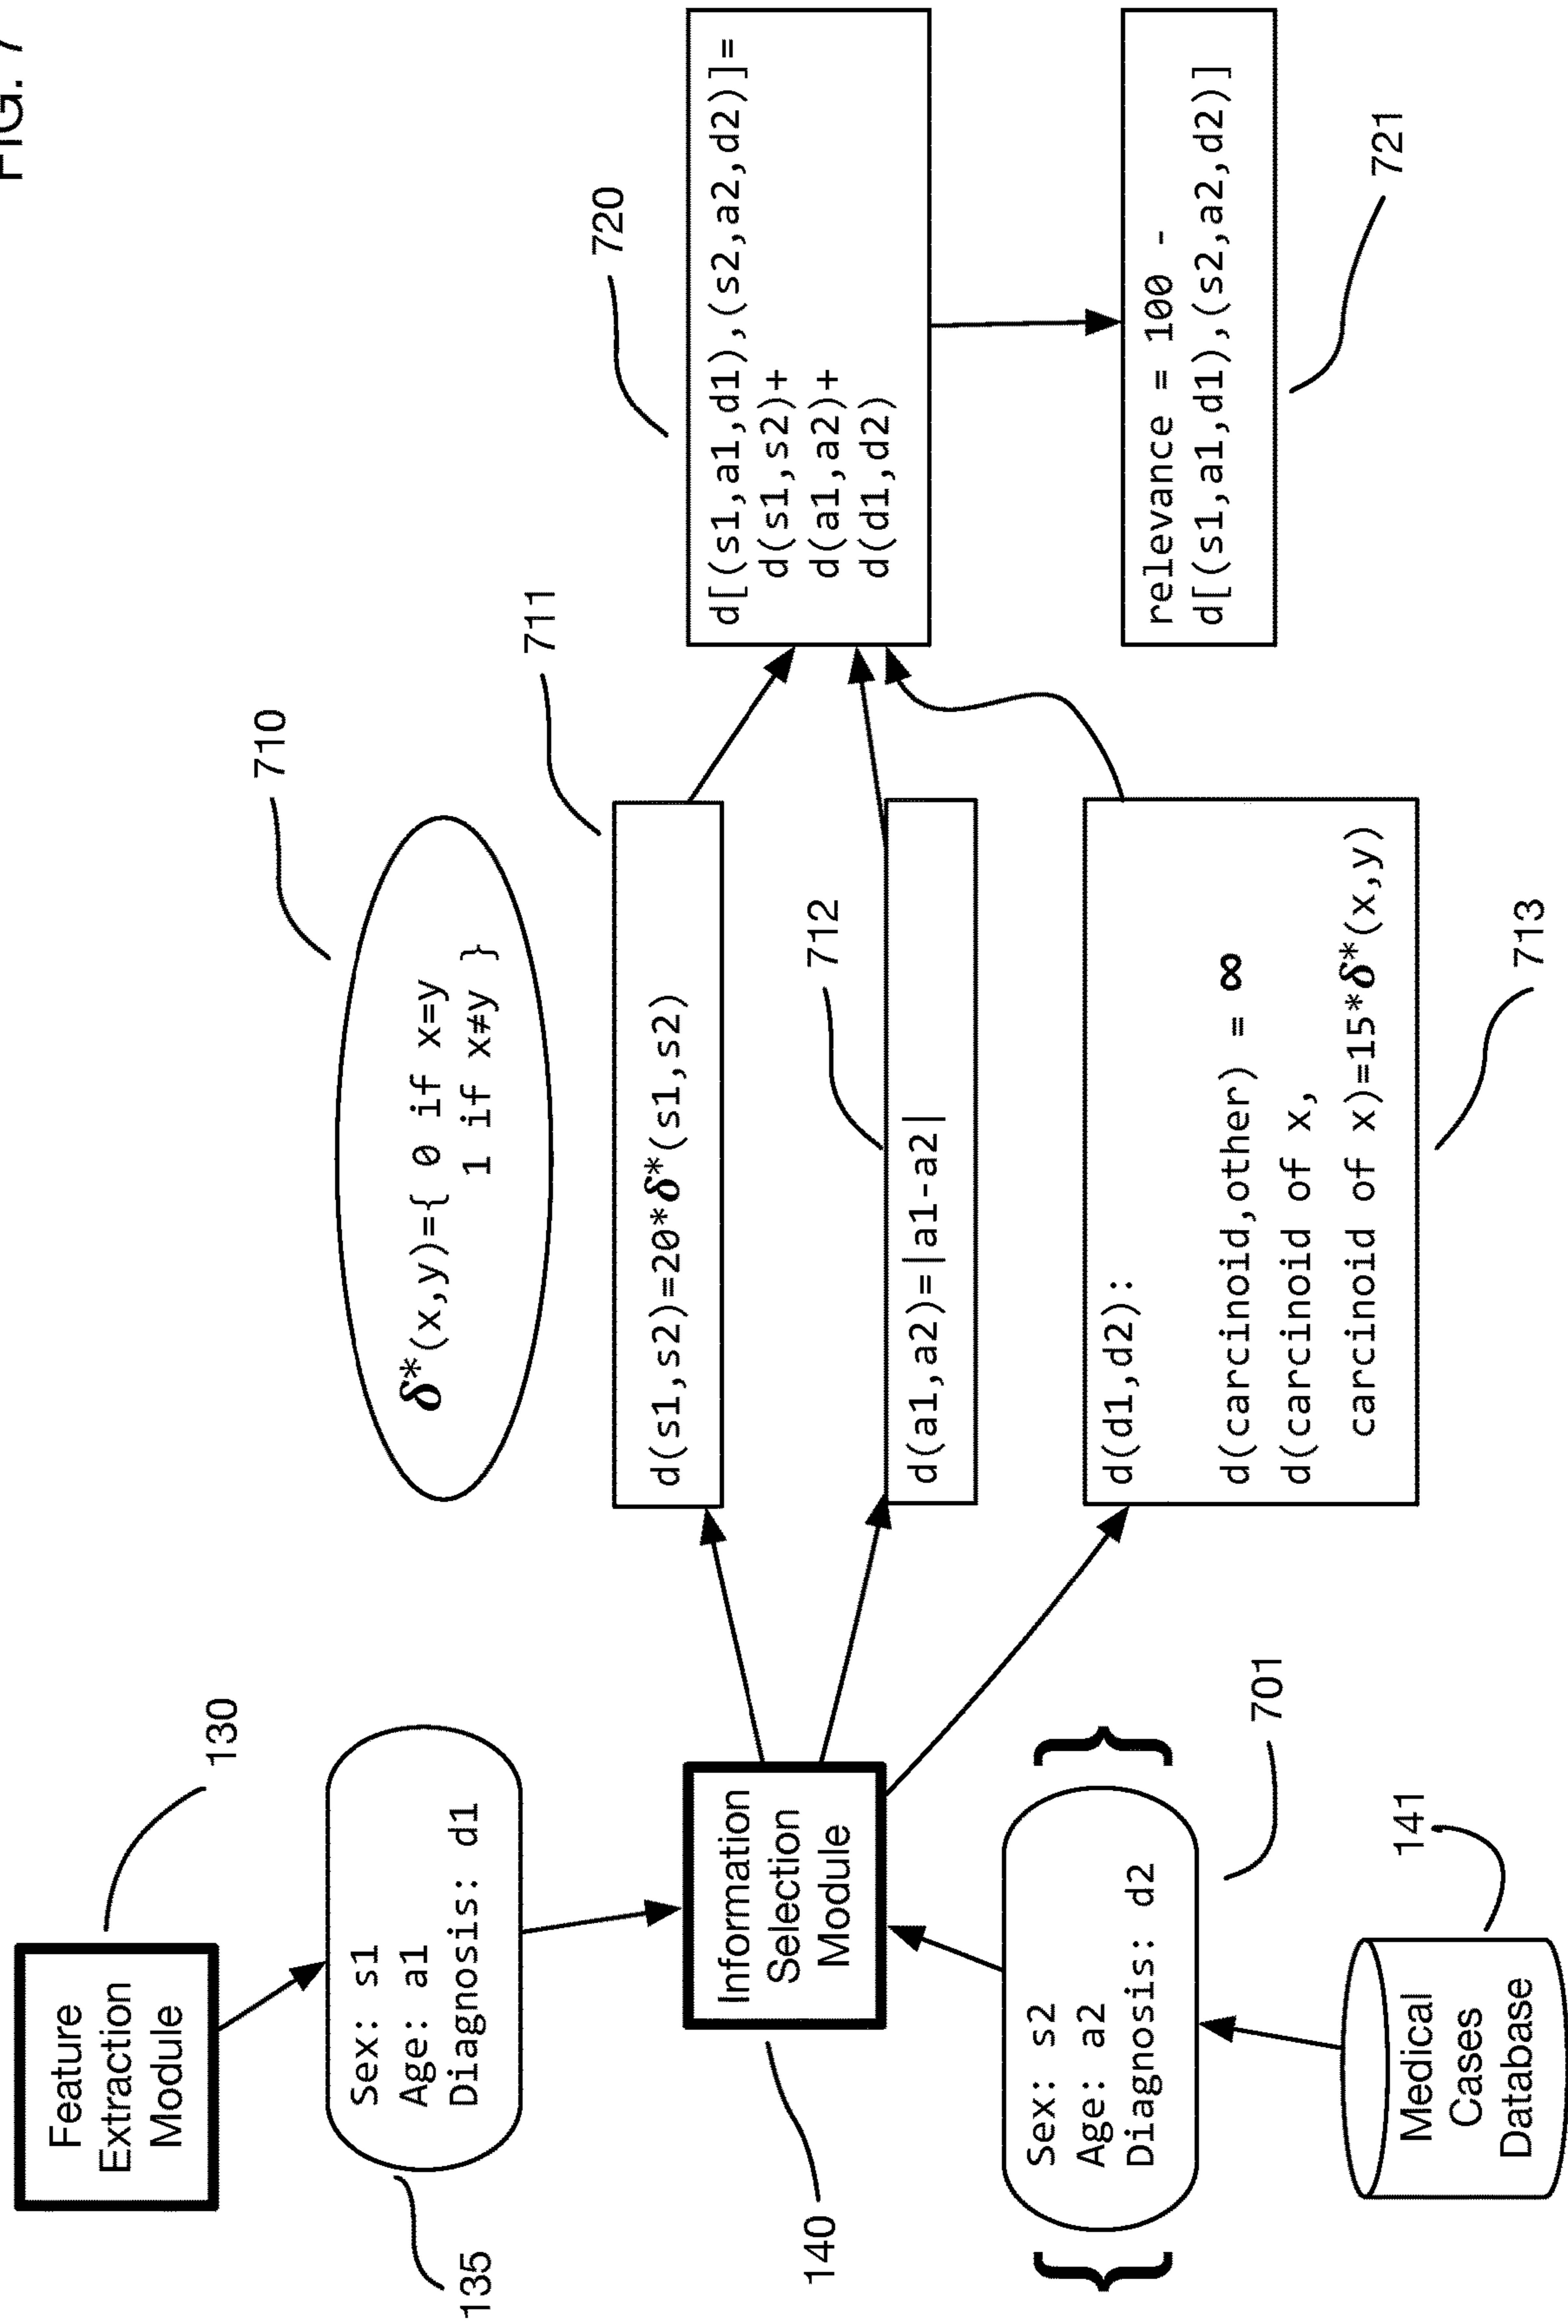 FIG. 7
130
Feature
Extraction
Module
135
Sex: s1
Age: a1
Diagnosis: d1
140
Information
Selection
Module
701
{
Sex: s2
Age: a2
Diagnosis: d2
}
141
Medical
Cases
Database
710
δ*(x,y)={ 0 if x=y
1 if x≠y }
711
d(s1,s2)=20*δ*(s1,s2)
712
d(a1,a2)=|a1-a2|
d(d1,d2):
d(carcinoid,other) = ∞
d(carcinoid of x,
carcinoid of x)=15*δ*(x,y)
713
720
d[(s1,a1,d1),(s2,a2,d2)]=
d(s1,s2)+
d(a1,a2)+
d(d1,d2)
relevance = 100 -
d[(s1,a1,d1),(s2,a2,d2)]
721